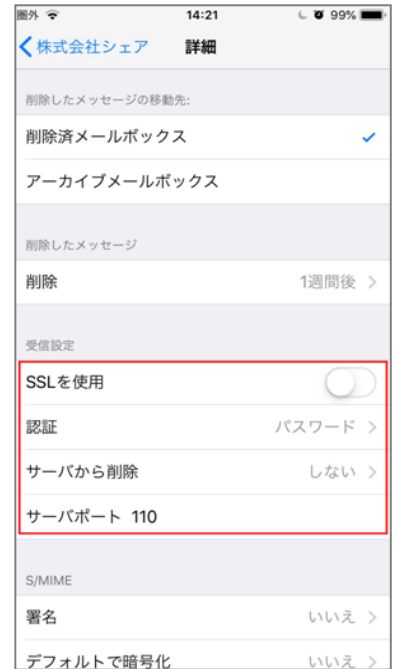 圏外 14:21 99%
株式会社シェア 詳細
削除したメッセージの移動先:
削除済メールボックス
アーカイブメールボックス
削除したメッセージ
削除 1週間後
受信設定
SSLを使用
認証 パスワード
サーバから削除 しない
サーバポート 110
S/MIME
署名 いいえ
デフォルトで暗号化 いいえ